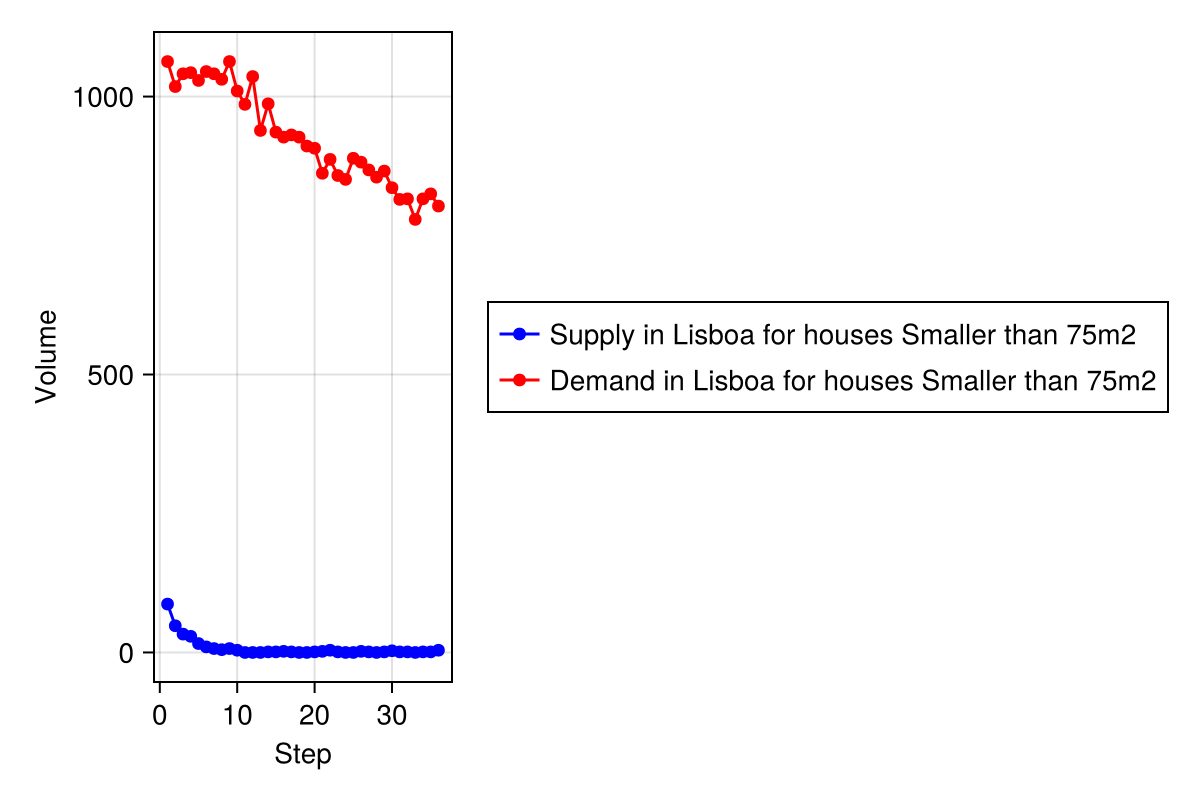 Volume
1000
500
0
0 10 20 30
Step
Supply in Lisboa for houses Smaller than 75m2
Demand in Lisboa for houses Smaller than 75m2